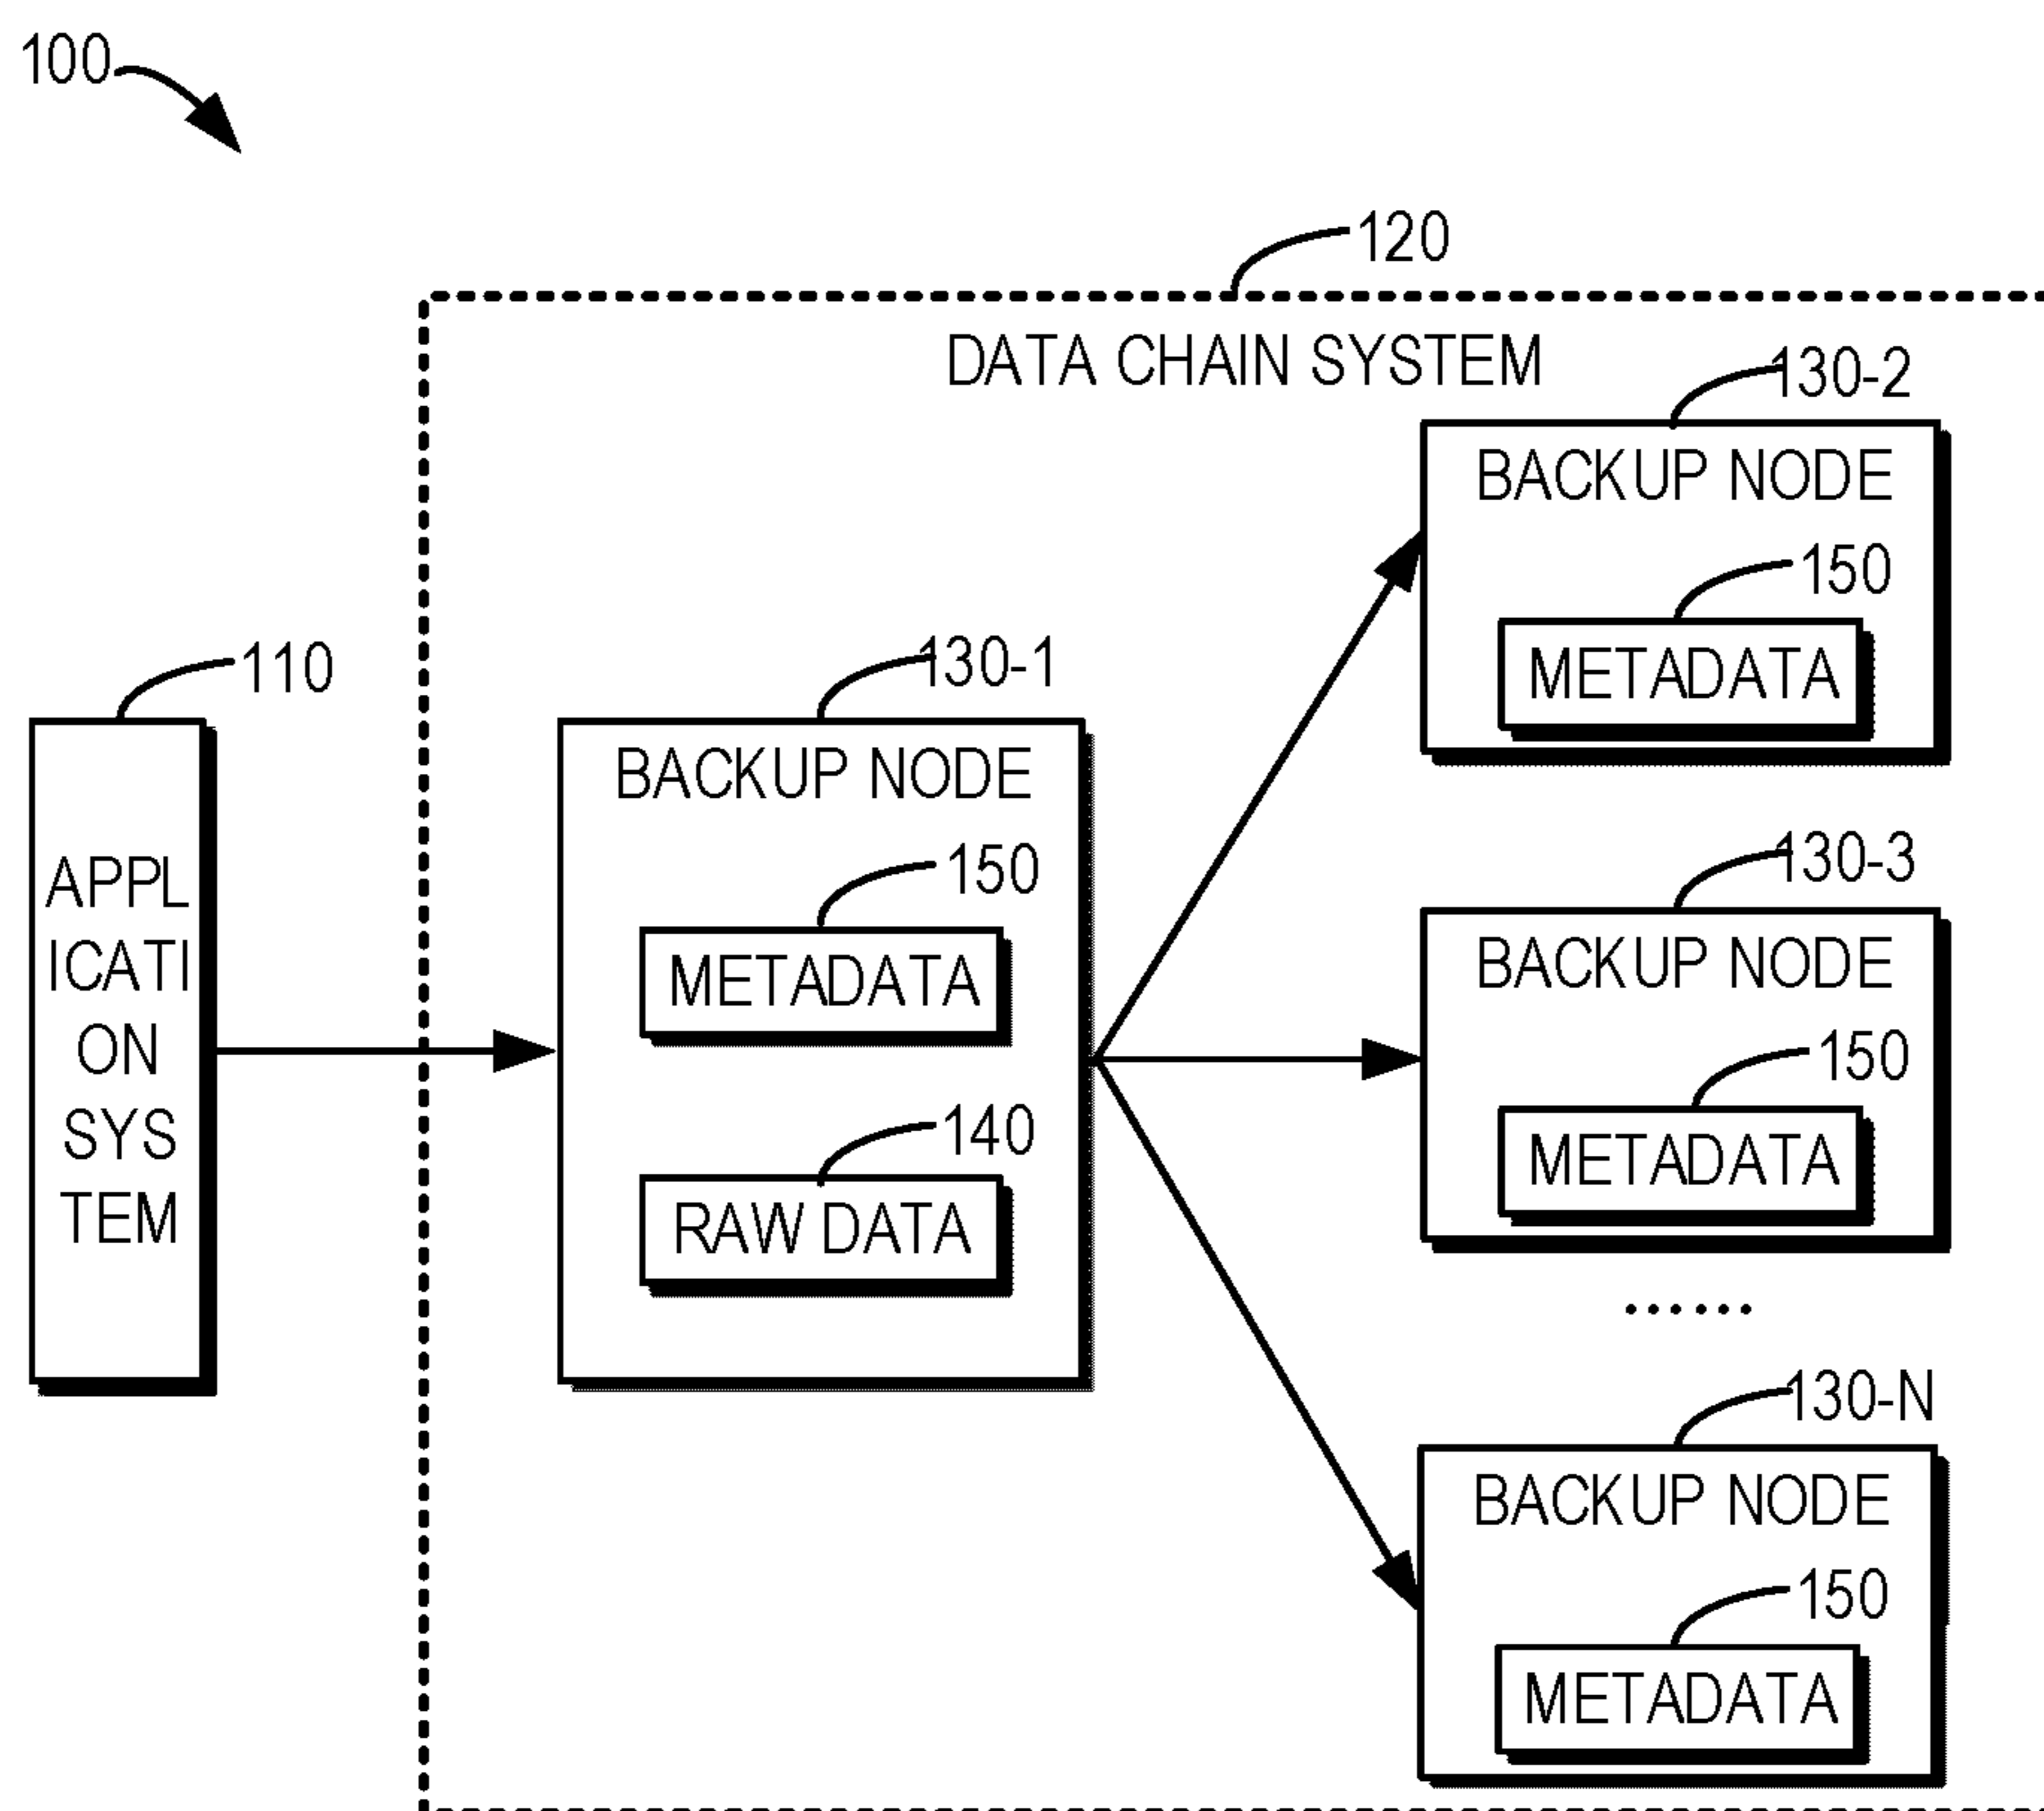 100
120
DATA CHAIN SYSTEM
130-2
BACKUP NODE
150
METADATA
110
APPL
ICATI
ON
SYS
TEM
130-1
BACKUP NODE
150
METADATA
140
RAW DATA
130-3
BACKUP NODE
150
METADATA
......
130-N
BACKUP NODE
150
METADATA